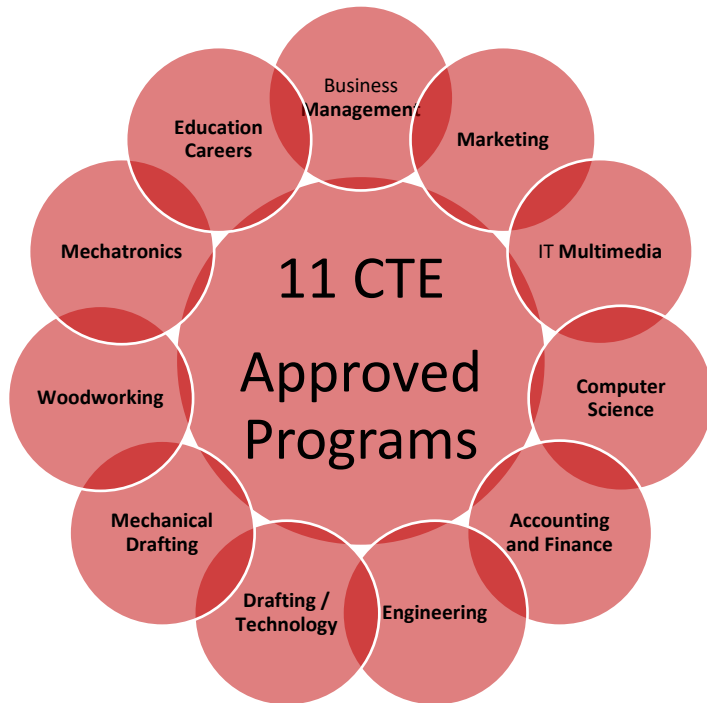 11 CTE
Approved
Programs
Business
Management
Marketing
IT Multimedia
Computer
Science
Accounting
and Finance
Engineering
Drafting /
Technology
Mechanical
Drafting
Woodworking
Mechatronics
Education
Careers